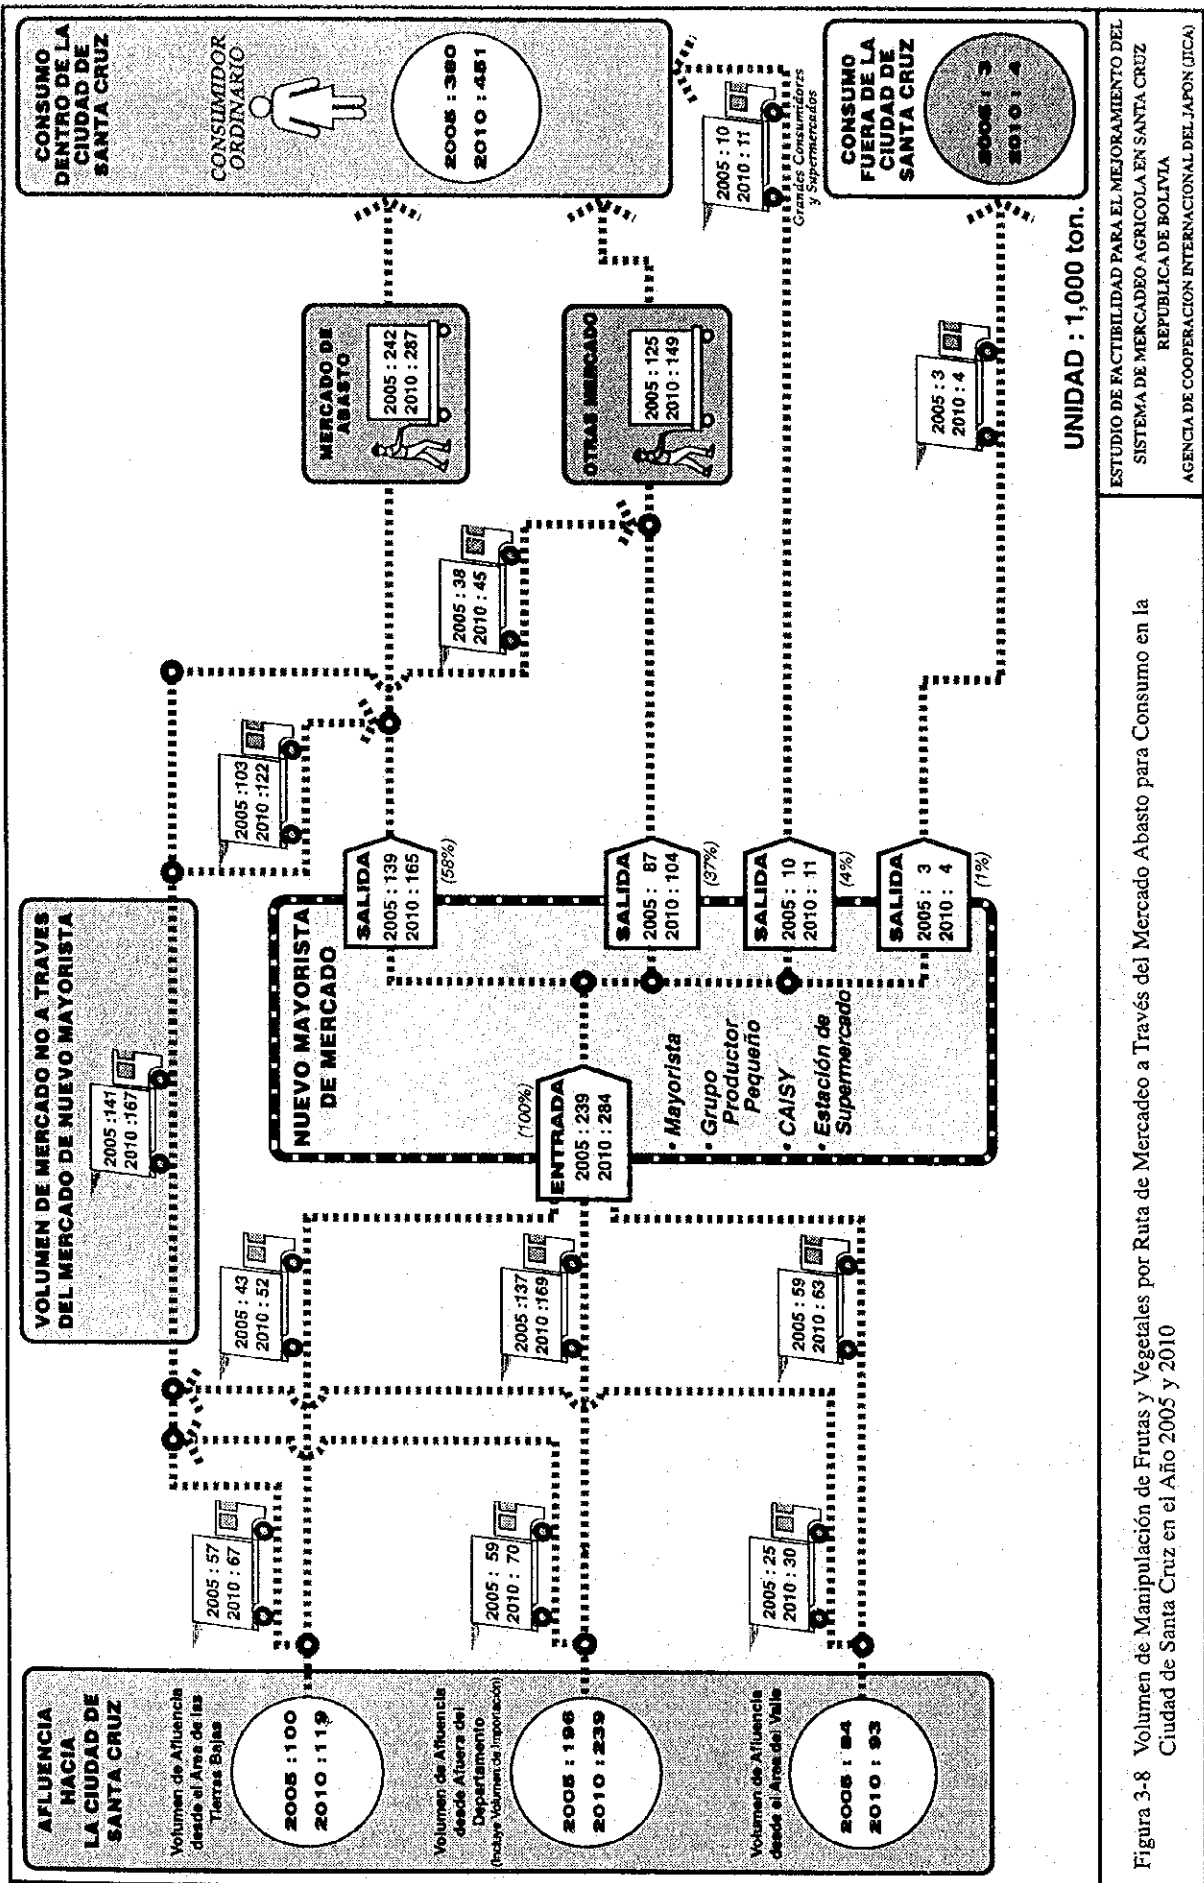 AFLUENCIA
HACIA
LA CIUDAD DE
SANTA CRUZ
Volumen de Afluencia
desde el Area de las
Tierras Bajas
2005 : 100
2010 : 119
Volumen de Afluencia
desde Afuera del
Departamento
(Incluye Volumen de Importación)
2005 : 196
2010 : 239
Volumen de Afluencia
desde el Area del Valle
2005 : 84
2010 : 93
2005 : 57
2010 : 67
2005 : 59
2010 : 70
2005 : 25
2010 : 30
VOLUMEN DE MERCADO NO A TRAVES
DEL MERCADO DE NUEVO MAYORISTA
2005 :141
2010 :167
2005 : 43
2010 : 52
2005 :137
2010 :169
2005 : 59
2010 : 63
NUEVO MAYORISTA
DE MERCADO
(100%)
ENTRADA
2005 : 239
2010 : 284
• Mayorista
• Grupo
Productor
Pequeño
• CAISY
• Estación de
Supermercado
SALIDA
2005 : 139
2010 : 165
(58%)
SALIDA
2005 : 87
2010 : 104
(37%)
SALIDA
2005 : 10
2010 : 11
(4%)
SALIDA
2005 : 3
2010 : 4
(1%)
2005 :103
2010 :122
2005 : 38
2010 : 45
MERCADO DE
ABASTO
2005 : 242
2010 : 287
OTRAS MERCADO
2005 : 125
2010 : 149
2005 : 3
2010 : 4
CONSUMO
DENTRO DE LA
CIUDAD DE
SANTA CRUZ
CONSUMIDOR
ORDINARIO
2005 : 380
2010 : 451
2005 : 10
2010 : 11
Grandes Consumidores
y Supermercados
CONSUMO
FUERA DE LA
CIUDAD DE
SANTA CRUZ
2005 : 3
2010 : 4
UNIDAD : 1,000 ton.
Figura 3-8 Volumen de Manipulación de Frutas y Vegetales por Ruta de Mercadeo a Través del Mercado Abasto para Consumo en la
Ciudad de Santa Cruz en el Año 2005 y 2010
ESTUDIO DE FACTIBILIDAD PARA EL MEJORAMIENTO DEL
SISTEMA DE MERCADEO AGRICOLA EN SANTA CRUZ
REPUBLICA DE BOLIVIA
AGENCIA DE COOPERACION INTERNACIONAL DEL JAPON (JICA)